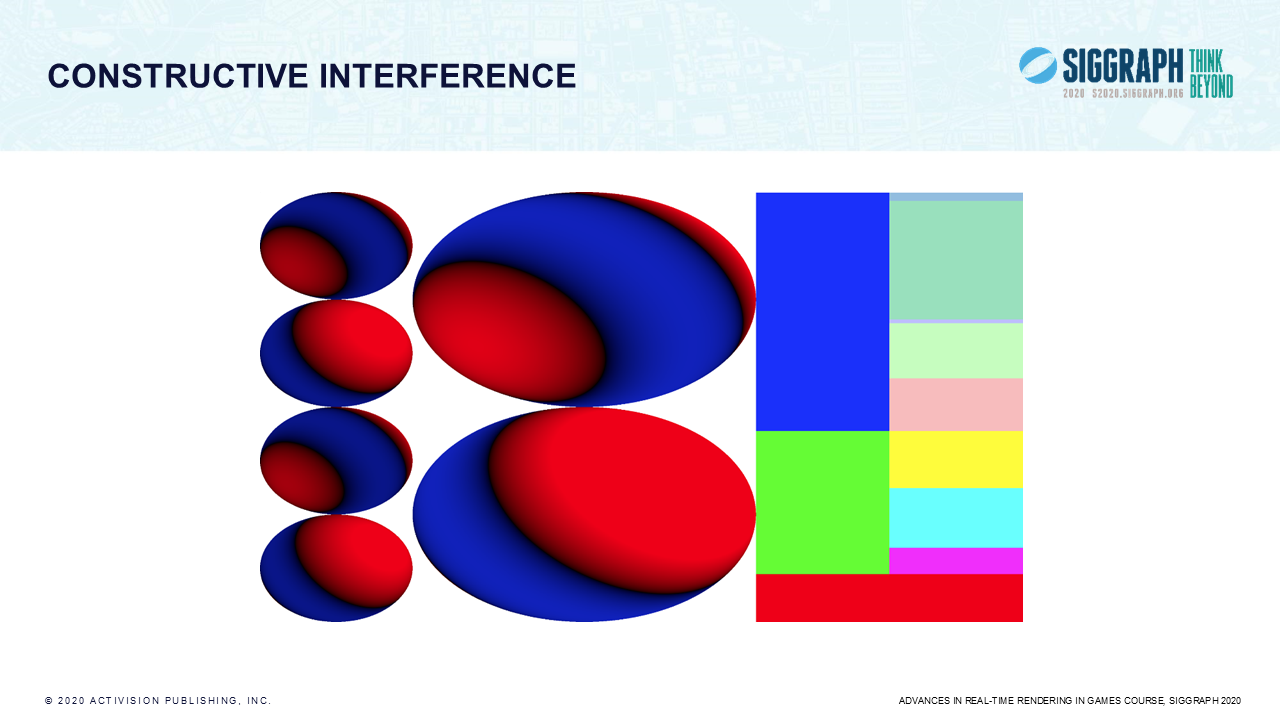 CONSTRUCTIVE INTERFERENCE
SIGGRAPH THINK
2020 S2020.SIGGRAPH.ORG BEYOND
© 2020 ACTIVISION PUBLISHING, INC.
ADVANCES IN REAL-TIME RENDERING IN GAMES COURSE, SIGGRAPH 2020